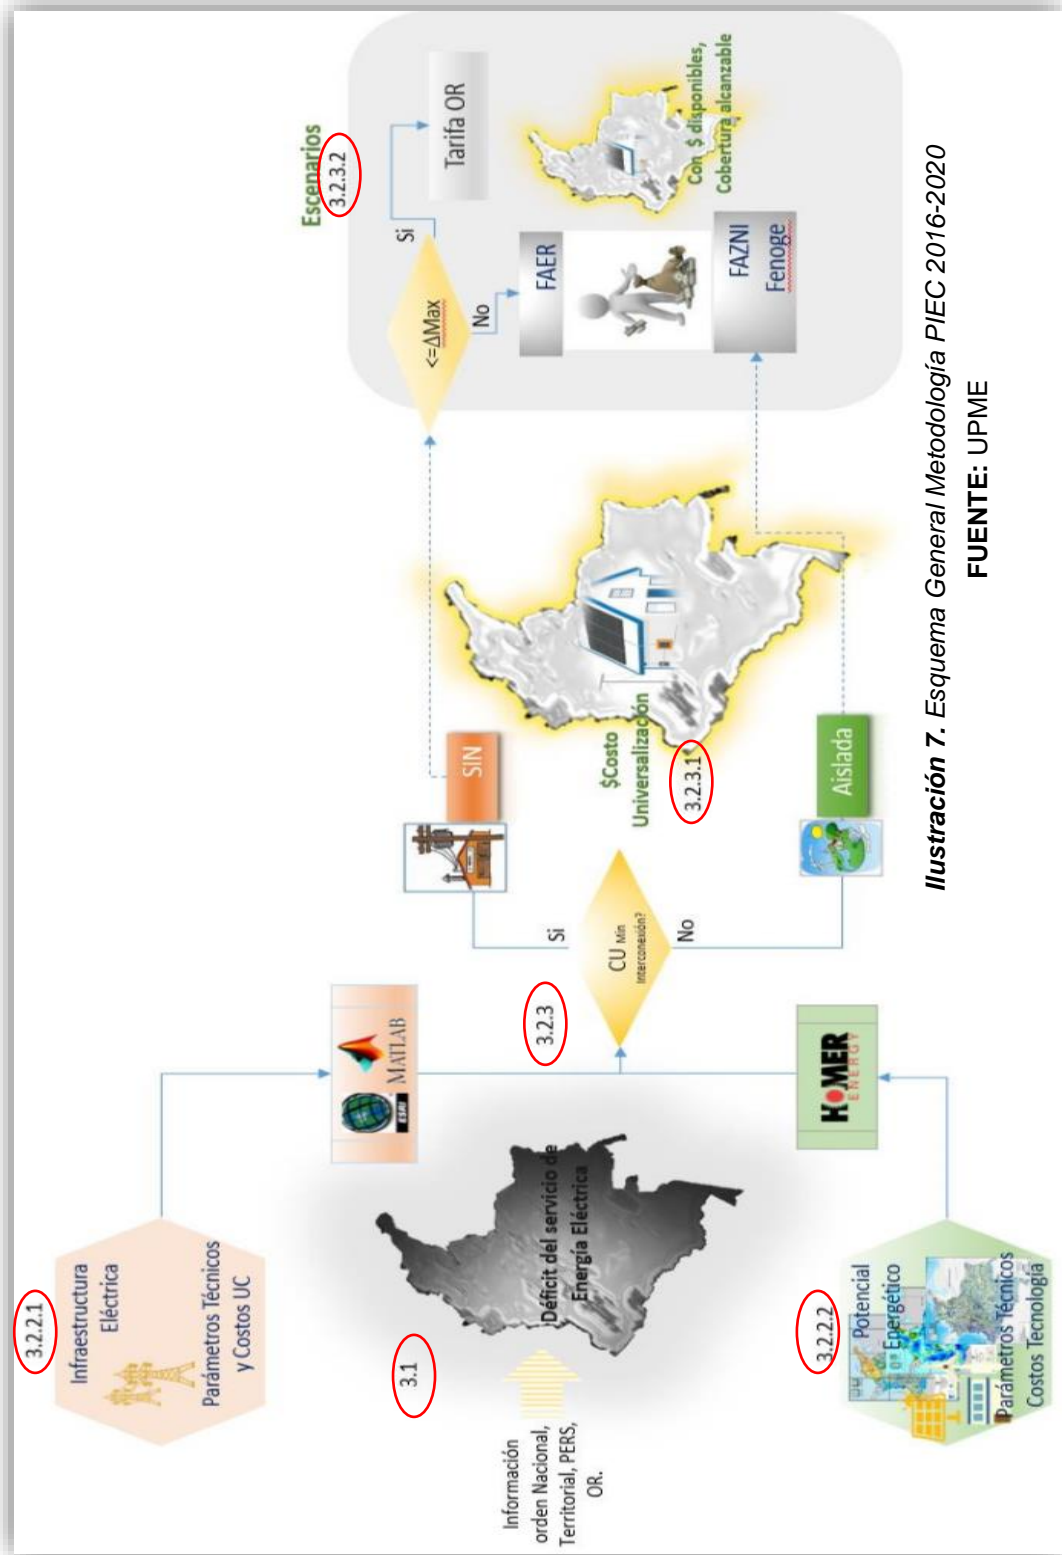 3.2.2.1
Infraestructura
Eléctrica
Parámetros Técnicos
y Costos UC
ESRI
MATLAB
3.1
Información
orden Nacional,
Territorial, PERS,
OR.
Déficit del servicio de
Energía Eléctrica
3.2.2.2
Potencial
Energético
Parámetros Técnicos
Costos Tecnología
HOMER
ENERGY
3.2.3
CU Min
Interconexión?
Si
No
SIN
Aislada
$Costo
Universalización
3.2.3.1
Escenarios
3.2.3.2
<=ΔMax
Si
No
Tarifa OR
FAER
FAZNI
Fenoge
Con $ disponibles,
Cobertura alcanzable
Ilustración 7. Esquema General Metodología PIEC 2016-2020
FUENTE: UPME